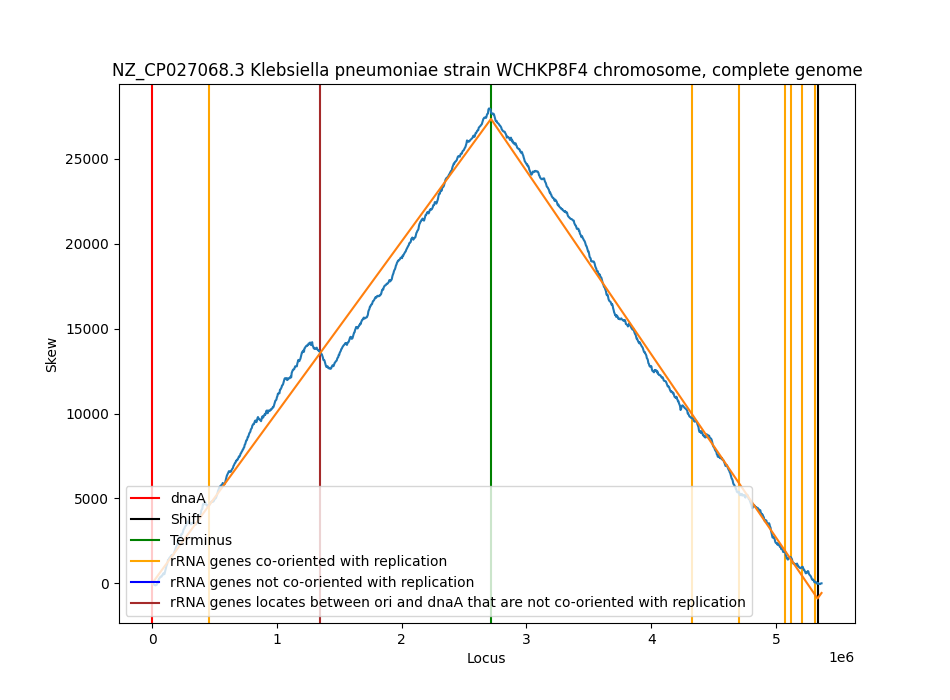 NZ_CP027068.3 Klebsiella pneumoniae strain WCHKP8F4 chromosome, complete genome
25000
20000
15000
10000
5000
0
Skew
dnaA
Shift
Terminus
rRNA genes co-oriented with replication
rRNA genes not co-oriented with replication
rRNA genes locates between ori and dnaA that are not co-oriented with replication
0 1 2 3 4 5
1e6
Locus